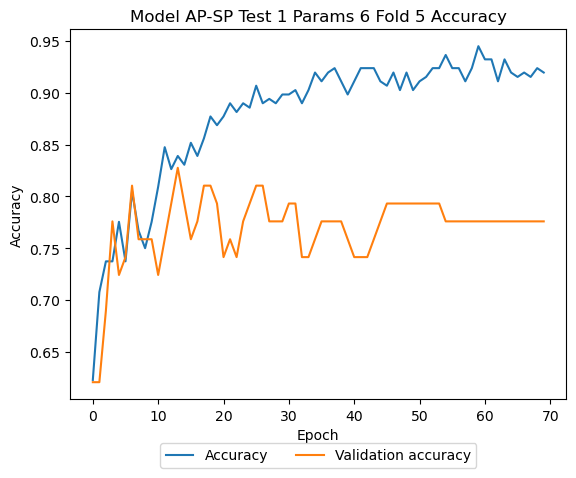 Model AP-SP Test 1 Params 6 Fold 5 Accuracy
0.95
0.90
0.85
0.80
0.75
0.70
0.65
Accuracy
0 10 20 30 40 50 60 70
Epoch
Accuracy Validation accuracy